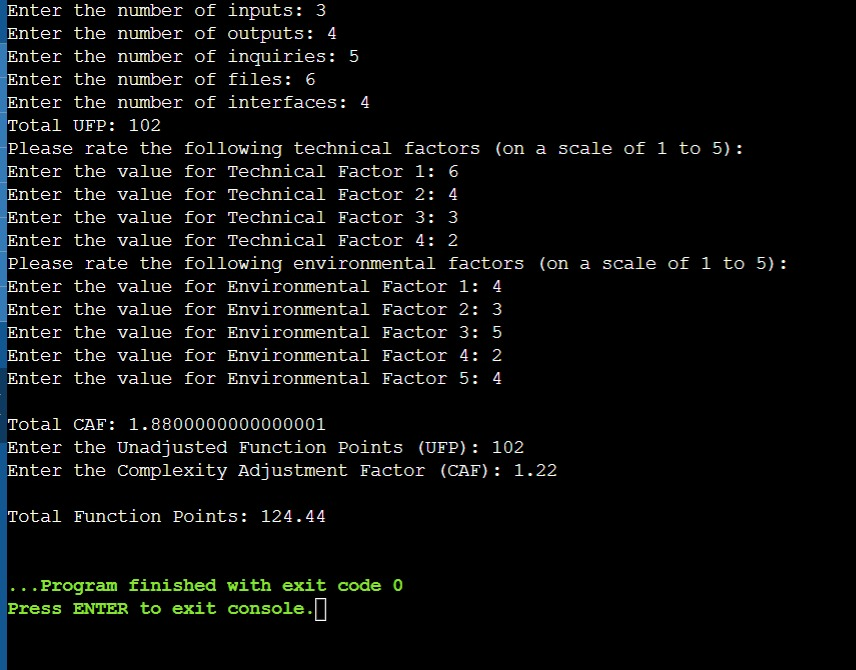 Enter the number of inputs: 3
Enter the number of outputs: 4
Enter the number of inquiries: 5
Enter the number of files: 6
Enter the number of interfaces: 4
Total UFP: 102
Please rate the following technical factors (on a scale of 1 to 5):
Enter the value for Technical Factor 1: 6
Enter the value for Technical Factor 2: 4
Enter the value for Technical Factor 3: 3
Enter the value for Technical Factor 4: 2
Please rate the following environmental factors (on a scale of 1 to 5):
Enter the value for Environmental Factor 1: 4
Enter the value for Environmental Factor 2: 3
Enter the value for Environmental Factor 3: 5
Enter the value for Environmental Factor 4: 2
Enter the value for Environmental Factor 5: 4
Total CAF: 1.8800000000000001
Enter the Unadjusted Function Points (UFP): 102
Enter the Complexity Adjustment Factor (CAF): 1.22
Total Function Points: 124.44
...Program finished with exit code 0
Press ENTER to exit console.